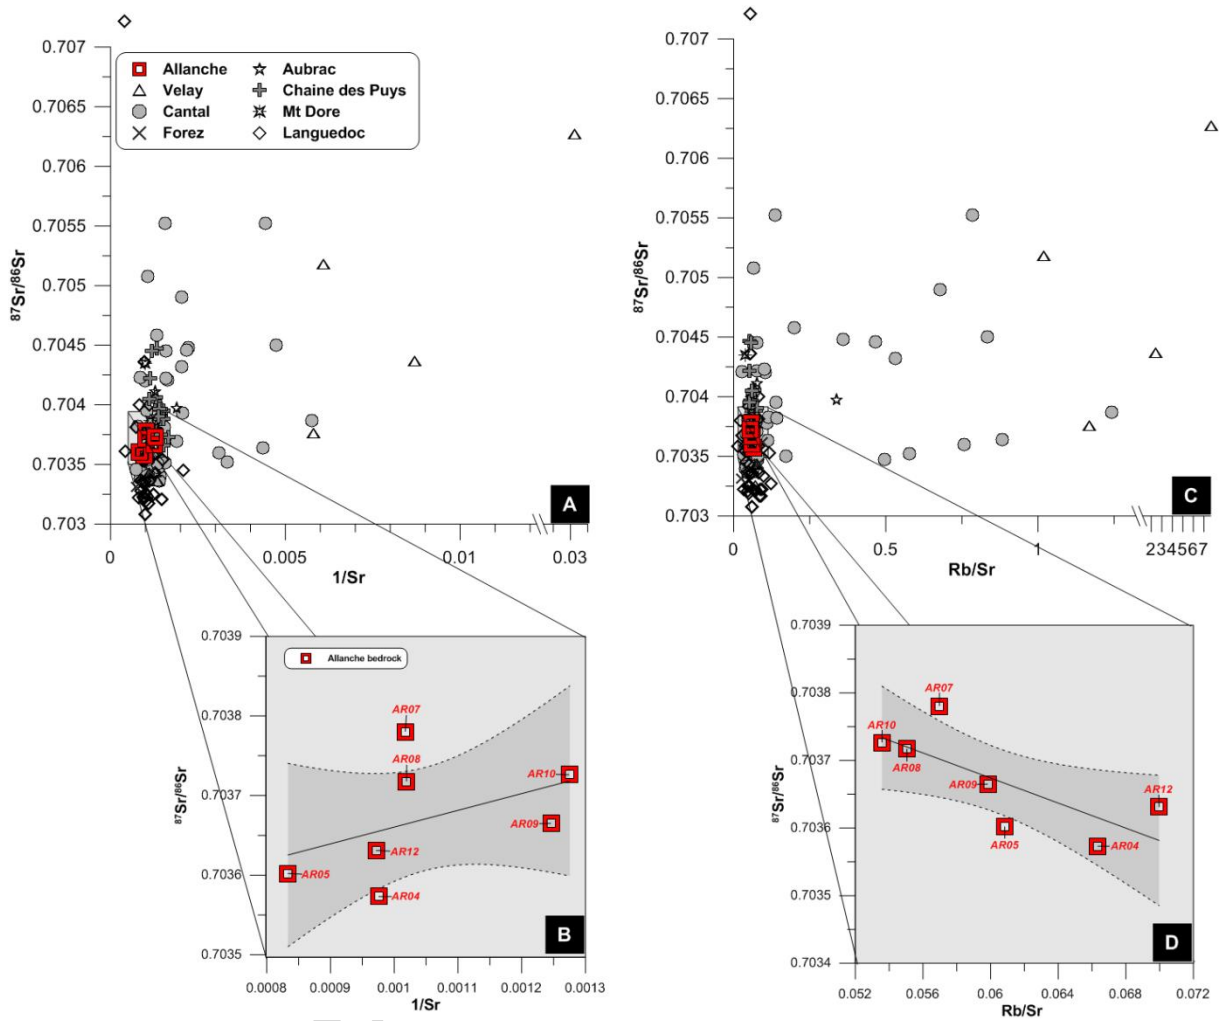 0.707
0.7065
0.706
0.7055
0.705
0.7045
0.704
0.7035
0.703
87Sr/86Sr
Allanche
Velay
Cantal
Forez
Aubrac
Chaine des Puys
Mt Dore
Languedoc
A
0
0.005
0.01
0.03
1/Sr
0.707
0.7065
0.706
0.7055
0.705
0.7045
0.704
0.7035
0.703
87Sr/86Sr
C
0
0.5
1
234567
Rb/Sr
0.7039
0.7038
0.7037
0.7036
0.7035
87Sr/86Sr
Allanche bedrock
AR07
AR08
AR10
AR09
AR12
AR05
AR04
B
0.0008
0.0009
0.001
0.0011
0.0012
0.0013
1/Sr
0.7039
0.7038
0.7037
0.7036
0.7035
0.7034
87Sr/86Sr
AR07
AR10
AR08
AR09
AR12
AR05
AR04
D
0.052
0.056
0.06
0.064
0.068
0.072
Rb/Sr